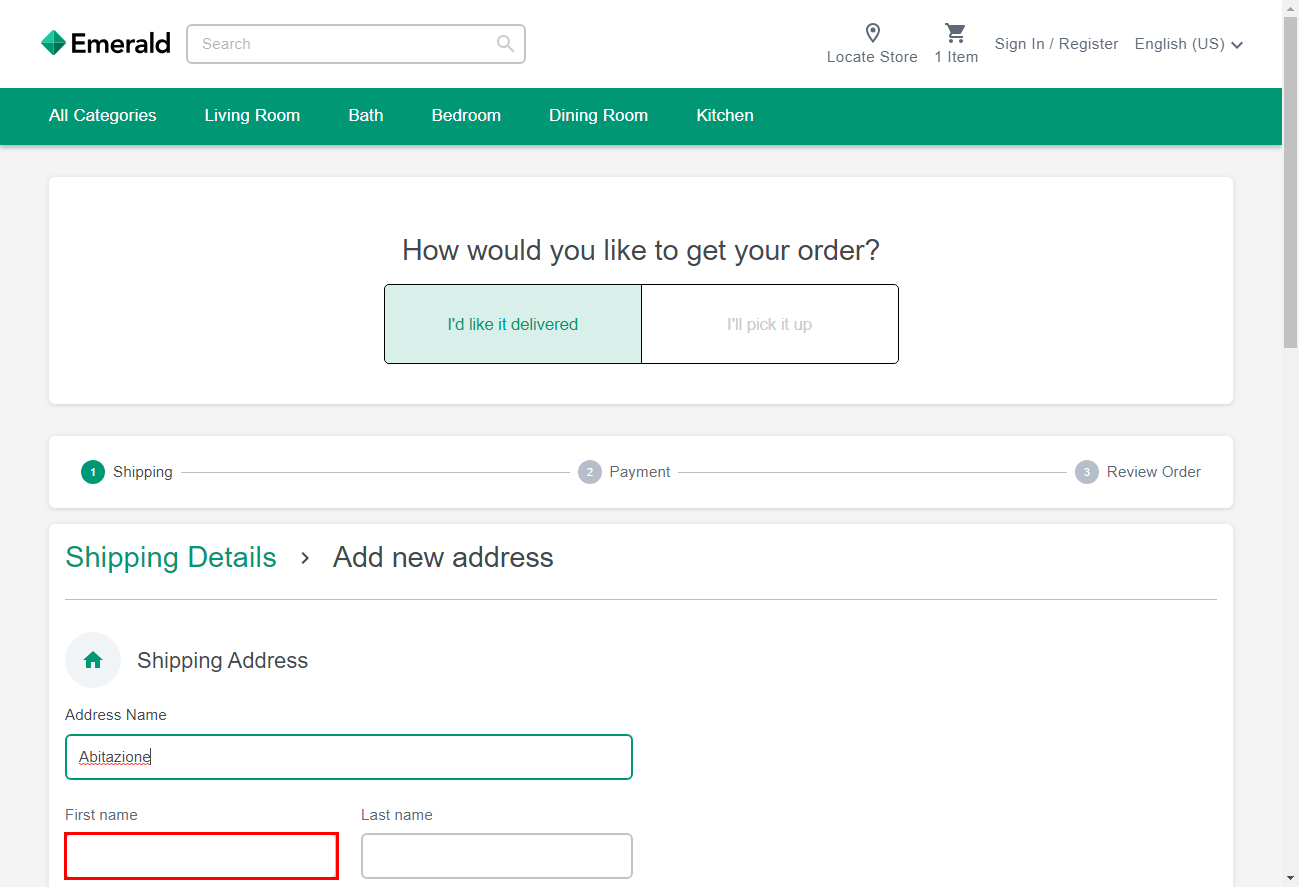 Emerald
Search
Locate Store
1 Item
Sign In / Register
English (US)
All Categories
Living Room
Bath
Bedroom
Dining Room
Kitchen
How would you like to get your order?
I'd like it delivered
I'll pick it up
1 Shipping
2 Payment
3 Review Order
Shipping Details › Add new address
Shipping Address
Address Name
Abitazione
First name
Last name